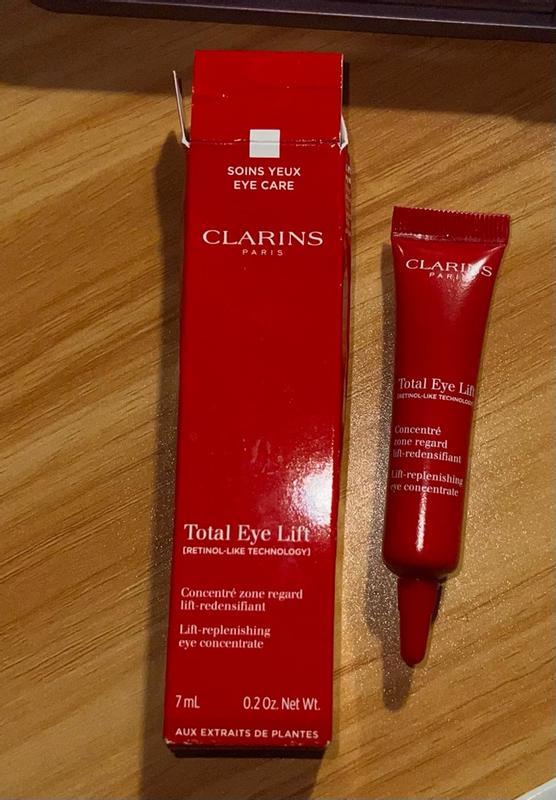 SOINS YEUX
EYE CARE
CLARINS
PARIS
Total Eye Lift
[RETINOL-LIKE TECHNOLOGY]
Concentré zone regard
lift-redensifiant
Lift-replenishing
eye concentrate
7 mL 0.2 Oz. Net Wt.
AUX EXTRAITS DE PLANTES
CLARINS
PARIS
Total Eye Lift
[RETINOL-LIKE TECHNOLOGY]
Concentré
zone regard
lift-redensifiant
Lift-replenishing
eye concentrate